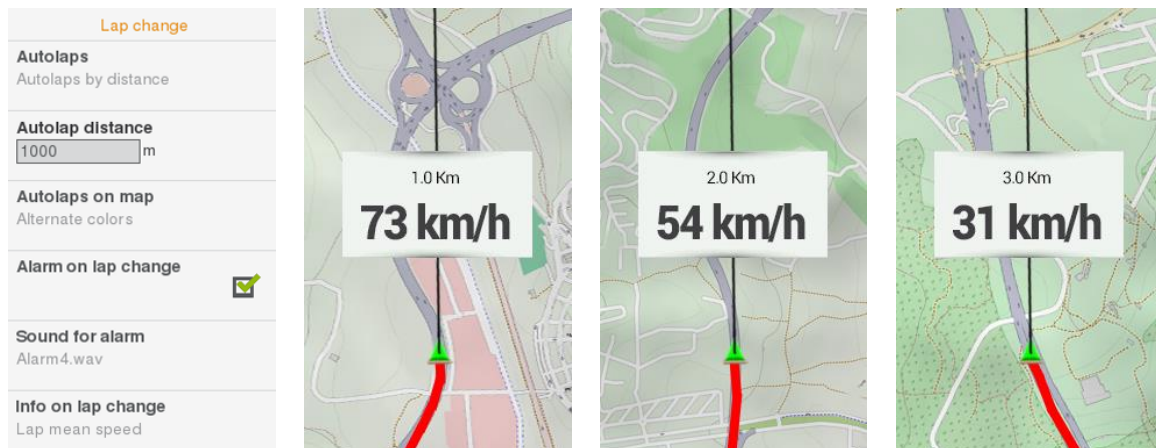 Lap change
Autolaps
Autolaps by distance
Autolap distance
1000 m
Autolaps on map
Alternate colors
Alarm on lap change
Sound for alarm
Alarm4.wav
Info on lap change
Lap mean speed
1.0 Km
73 km/h
2.0 Km
54 km/h
3.0 Km
31 km/h